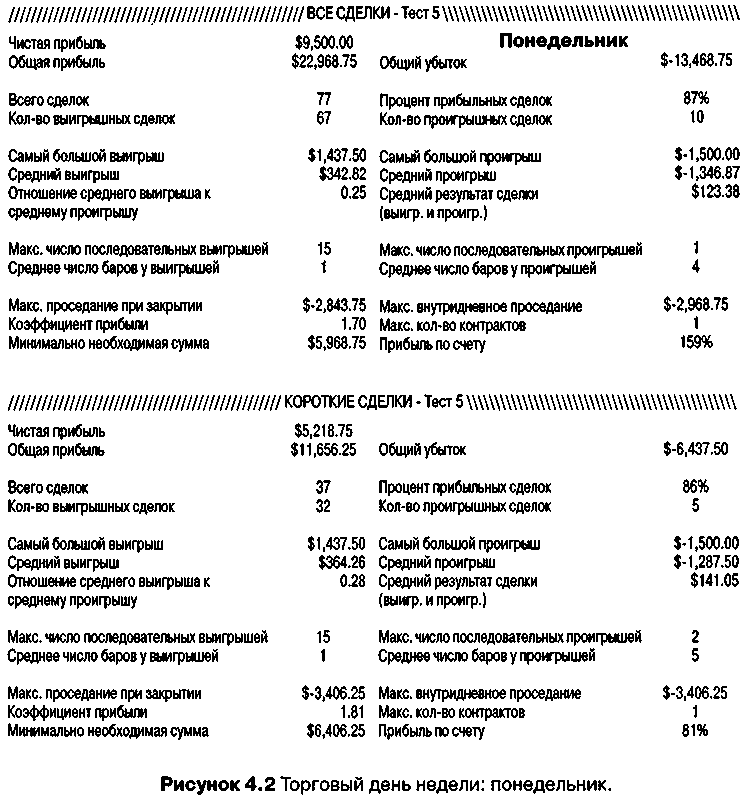 //////////////////////////////////////////// ВСЕ СДЕЛКИ - Тест 5 \\\\\\\\\\\\\\\\\\\\\\\\\\\\\\\\\\\\\\\\\\\\
Чистая прибыль $9,500.00 Понедельник
Общая прибыль $22,968.75 Общий убыток $-13,468.75
Всего сделок 77 Процент прибыльных сделок 87%
Кол-во выигрышных сделок 67 Кол-во проигрышных сделок 10
Самый большой выигрыш $1,437.50 Самый большой проигрыш $-1,500.00
Средний выигрыш $342.82 Средний проигрыш $-1,346.87
Отношение среднего выигрыша к 0.25 Средний результат сделки $123.38
среднему проигрышу (выигр. и проигр.)
Макс. число последовательных выигрышей 15 Макс. число последовательных проигрышей 1
Среднее число баров у выигрышей 1 Среднее число баров у проигрышей 4
Макс. проседание при закрытии $-2,843.75 Макс. внутридневное проседание $-2,968.75
Коэффициент прибыли 1.70 Макс. кол-во контрактов 1
Минимально необходимая сумма $5,968.75 Прибыль по счету 159%
//////////////////////////////////////// КОРОТКИЕ СДЕЛКИ - Тест 5 \\\\\\\\\\\\\\\\\\\\\\\\\\\\\\\\\\\\\\\\
Чистая прибыль $5,218.75
Общая прибыль $11,656.25 Общий убыток $-6,437.50
Всего сделок 37 Процент прибыльных сделок 86%
Кол-во выигрышных сделок 32 Кол-во проигрышных сделок 5
Самый большой выигрыш $1,437.50 Самый большой проигрыш $-1,500.00
Средний выигрыш $364.26 Средний проигрыш $-1,287.50
Отношение среднего выигрыша к 0.28 Средний результат сделки $141.05
среднему проигрышу (выигр. и проигр.)
Макс. число последовательных выигрышей 15 Макс. число последовательных проигрышей 2
Среднее число баров у выигрышей 1 Среднее число баров у проигрышей 5
Макс. проседание при закрытии $-3,406.25 Макс. внутридневное проседание $-3,406.25
Коэффициент прибыли 1.81 Макс. кол-во контрактов 1
Минимально необходимая сумма $6,406.25 Прибыль по счету 81%
Рисунок 4.2 Торговый день недели: понедельник.